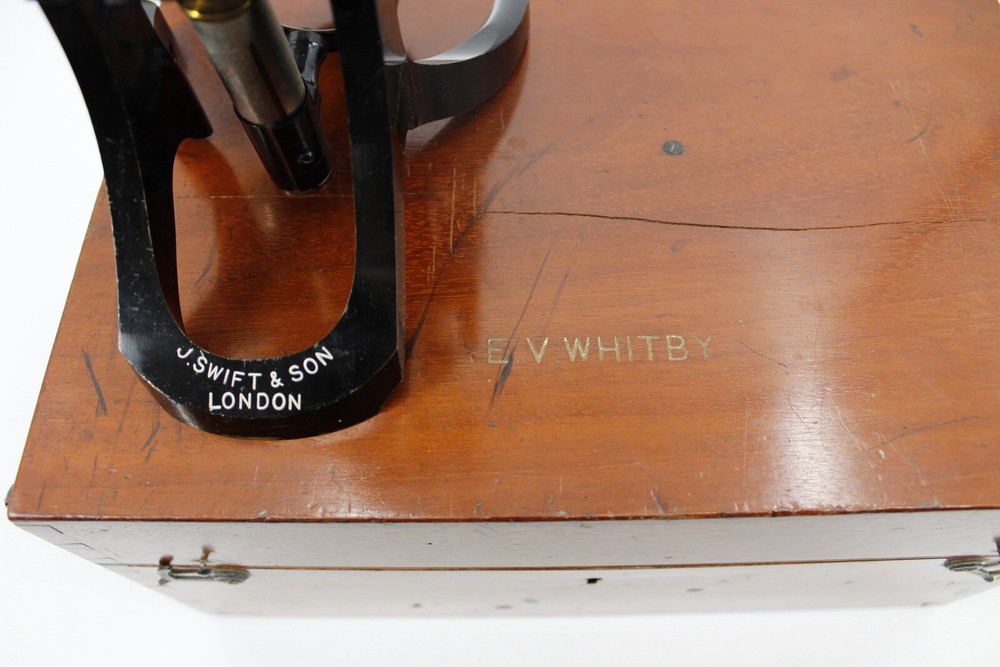 J. SWIFT & SON
LONDON
E. V. WHITBY